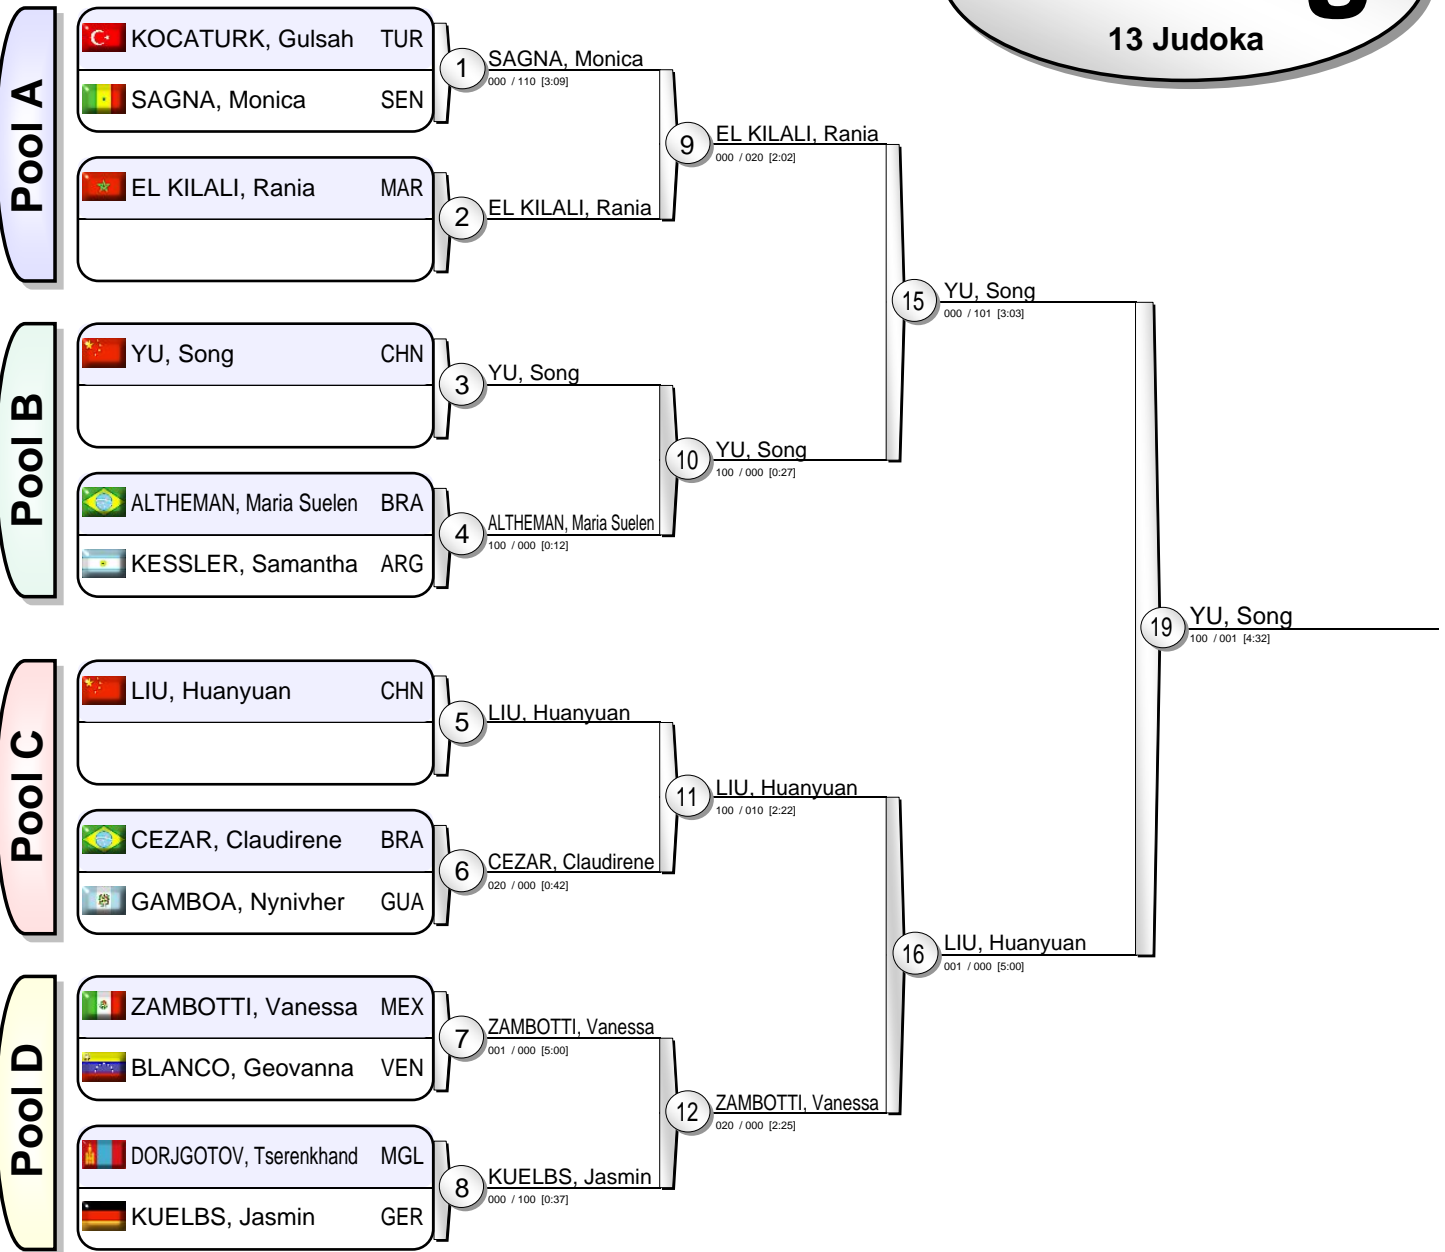 13 Judoka
Pool A
KOCATURK, Gulsah TUR
SAGNA, Monica SEN
EL KILALI, Rania MAR
1
SAGNA, Monica
000 / 110 [3:09]
2
EL KILALI, Rania
9
EL KILALI, Rania
000 / 020 [2:02]
Pool B
YU, Song CHN
ALTHEMAN, Maria Suelen BRA
KESSLER, Samantha ARG
3
YU, Song
4
ALTHEMAN, Maria Suelen
100 / 000 [0:12]
10
YU, Song
100 / 000 [0:27]
15
YU, Song
000 / 101 [3:03]
Pool C
LIU, Huanyuan CHN
CEZAR, Claudirene BRA
GAMBOA, Nynivher GUA
5
LIU, Huanyuan
6
CEZAR, Claudirene
020 / 000 [0:42]
11
LIU, Huanyuan
100 / 010 [2:22]
Pool D
ZAMBOTTI, Vanessa MEX
BLANCO, Geovanna VEN
DORJGOTOV, Tserenkhand MGL
KUELBS, Jasmin GER
7
ZAMBOTTI, Vanessa
001 / 000 [5:00]
8
KUELBS, Jasmin
000 / 100 [0:37]
12
ZAMBOTTI, Vanessa
020 / 000 [2:25]
16
LIU, Huanyuan
001 / 000 [5:00]
19
YU, Song
100 / 001 [4:32]